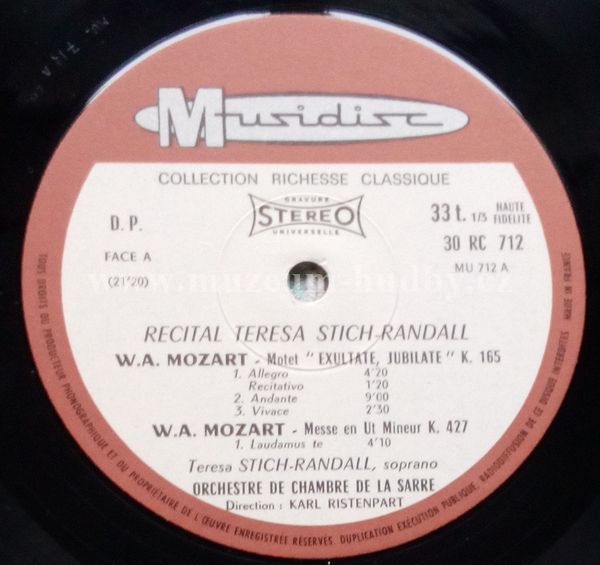 Musidisc
COLLECTION RICHESSE CLASSIQUE
GRAVURE
STEREO
UNIVERSELLE
D. P.
FACE A
(21'20)
33 t. 1/3 HAUTE FIDELITE
30 RC 712
MU 712 A
www.muzeum-hudby.cz
RECITAL TERESA STICH-RANDALL
W.A. MOZART - Motet " EXULTATE, JUBILATE " K. 165
1. Allegro 4'20
Recitativo 1'20
2. Andante 9'00
3. Vivace 2'30
W.A. MOZART - Messe en Ut Mineur K. 427
1. Laudamus te 4'10
Teresa STICH-RANDALL, soprano
ORCHESTRE DE CHAMBRE DE LA SARRE
Direction : KARL RISTENPART
TOUS DROITS DU PRODUCTEUR PHONOGRAPHIQUE ET DU PROPRIÉTAIRE DE L'ŒUVRE ENREGISTRÉE RÉSERVÉS. DUPLICATION EXÉCUTION PUBLIQUE, RADIODIFFUSION DE CE DISQUE INTERDITES MADE IN FRANCE